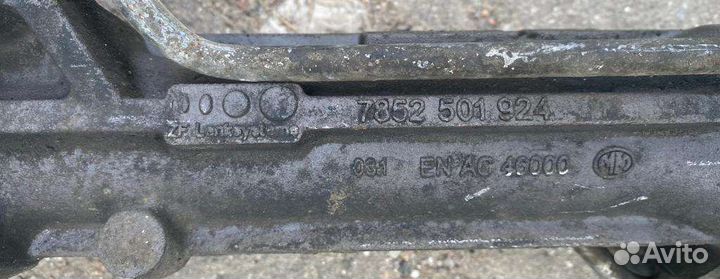 7852 501 924
ZF Lenksysteme
031 EN AC 46000
Avito